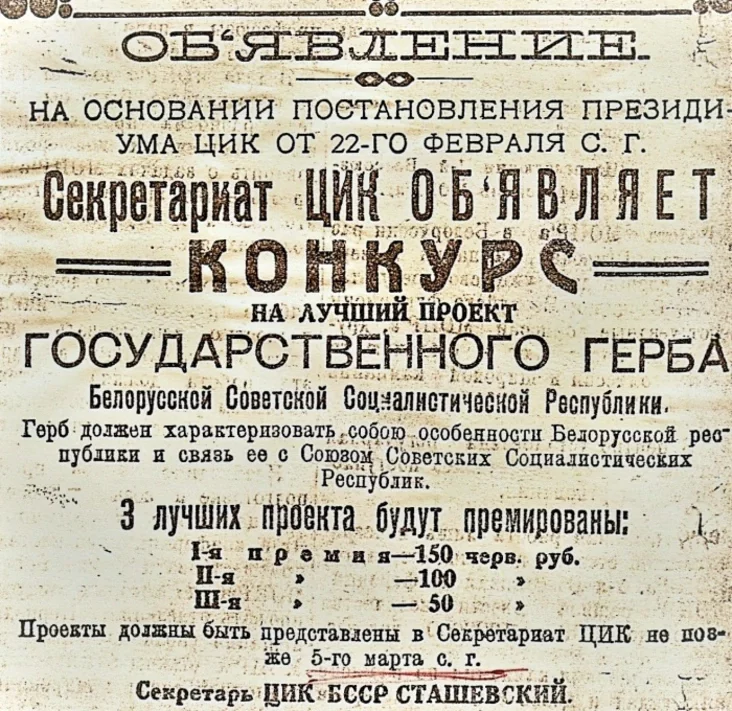 ОБ‘ЯВЛЕНИЕ.
НА ОСНОВАНИИ ПОСТАНОВЛЕНИЯ ПРЕЗИДИ-
УМА ЦИК ОТ 22-ГО ФЕВРАЛЯ С. Г.
Секретариат ЦИК ОБ‘ЯВЛЯЕТ
КОНКУРС
НА ЛУЧШИЙ ПРОЕКТ
ГОСУДАРСТВЕННОГО ГЕРБА
Белорусской Советской Социалистической Республики.
Герб должен характеризовать собою особенности Белорусской рес-
публики и связь ее с Союзом Советских Социалистических
Республик.
3 лучших проекта будут премированы:
I-я премия—150 черв. руб.
II-я » —100 »
III-я » — 50 »
Проекты должны быть представлены в Секретариат ЦИК не поз-
же 5-го марта с. г.
Секретарь ЦИК БССР СТАШЕВСКИЙ.